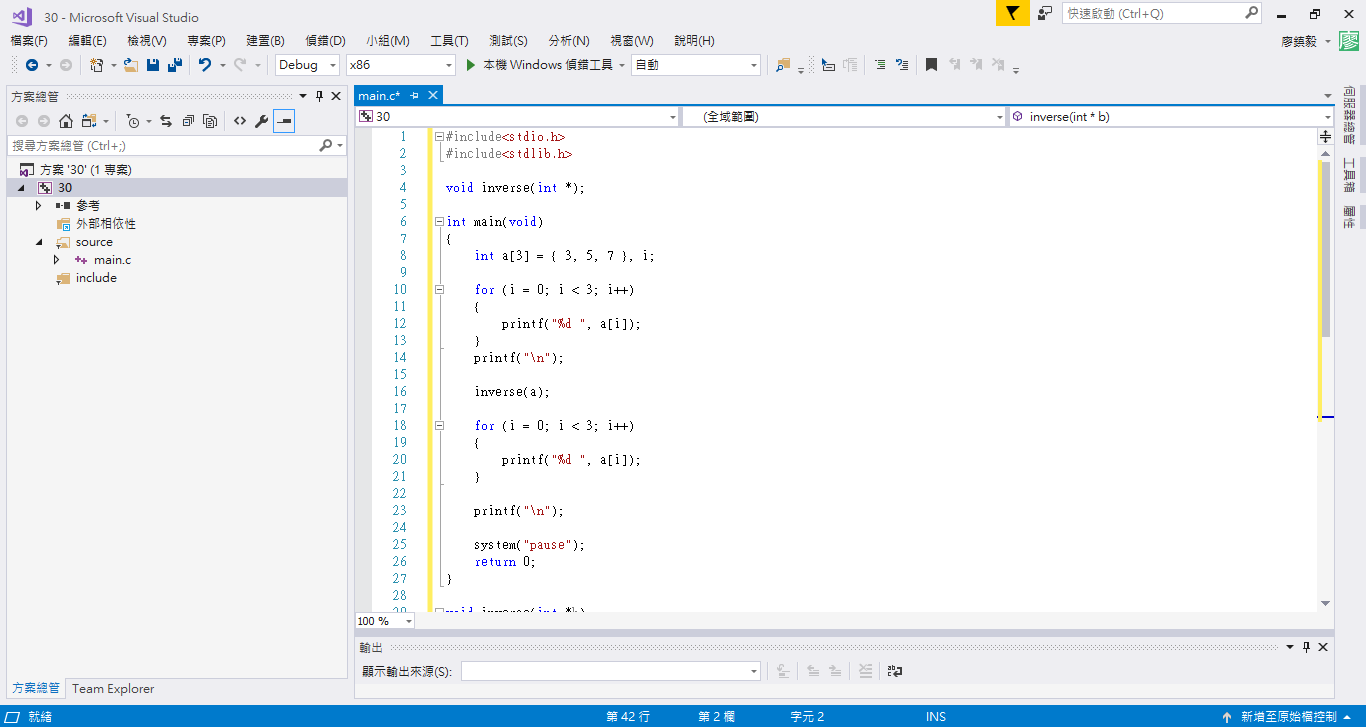 30 - Microsoft Visual Studio
快速啟動 (Ctrl+Q)
檔案(F) 編輯(E) 檢視(V) 專案(P) 建置(B) 偵錯(D) 小組(M) 工具(T) 測試(S) 分析(N) 視窗(W) 說明(H)
廖鎮毅 廖
Debug x86 本機 Windows 偵錯工具 自動
方案總管
搜尋方案總管 (Ctrl+;)
方案 '30' (1 專案)
30
參考
外部相依性
source
main.c
include
方案總管 Team Explorer
main.c*
30 (全域範圍) inverse(int * b)
1 #include<stdio.h>
2 #include<stdlib.h>
3
4 void inverse(int *);
5
6 int main(void)
7 {
8 int a[3] = { 3, 5, 7 }, i;
9
10 for (i = 0; i < 3; i++)
11 {
12 printf("%d ", a[i]);
13 }
14 printf("\n");
15
16 inverse(a);
17
18 for (i = 0; i < 3; i++)
19 {
20 printf("%d ", a[i]);
21 }
22
23 printf("\n");
24
25 system("pause");
26 return 0;
27 }
28
29 void inverse(int *b)
100 %
輸出
顯示輸出來源(S):
伺服器總管
工具箱
屬性
就緒 第 42 行 第 2 欄 字元 2 INS 新增至原始檔控制